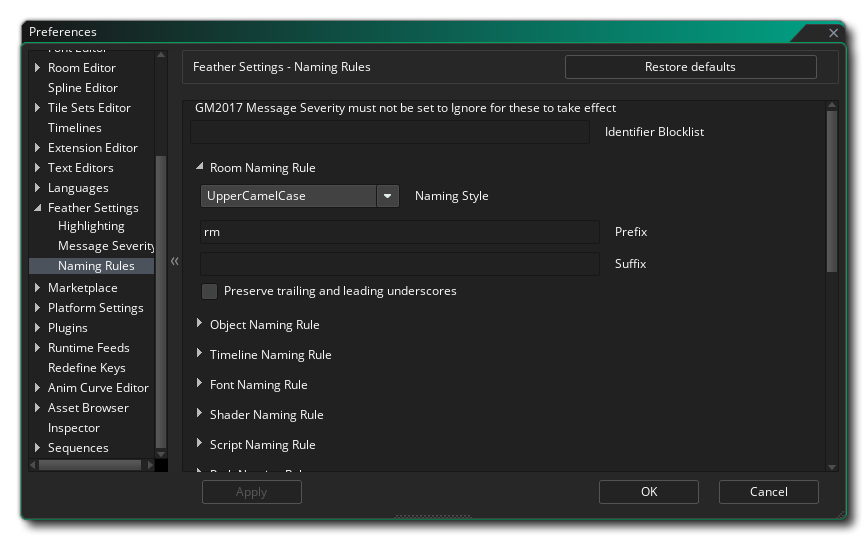 Preferences
Font Editor
Room Editor
Spline Editor
Tile Sets Editor
Timelines
Extension Editor
Text Editors
Languages
Feather Settings
Highlighting
Message Severity
Naming Rules
Marketplace
Platform Settings
Plugins
Runtime Feeds
Redefine Keys
Anim Curve Editor
Asset Browser
Inspector
Sequences
Feather Settings - Naming Rules
Restore defaults
GM2017 Message Severity must not be set to Ignore for these to take effect
Identifier Blocklist
Room Naming Rule
UpperCamelCase
Naming Style
rm
Prefix
Suffix
Preserve trailing and leading underscores
Object Naming Rule
Timeline Naming Rule
Font Naming Rule
Shader Naming Rule
Script Naming Rule
Apply
OK
Cancel